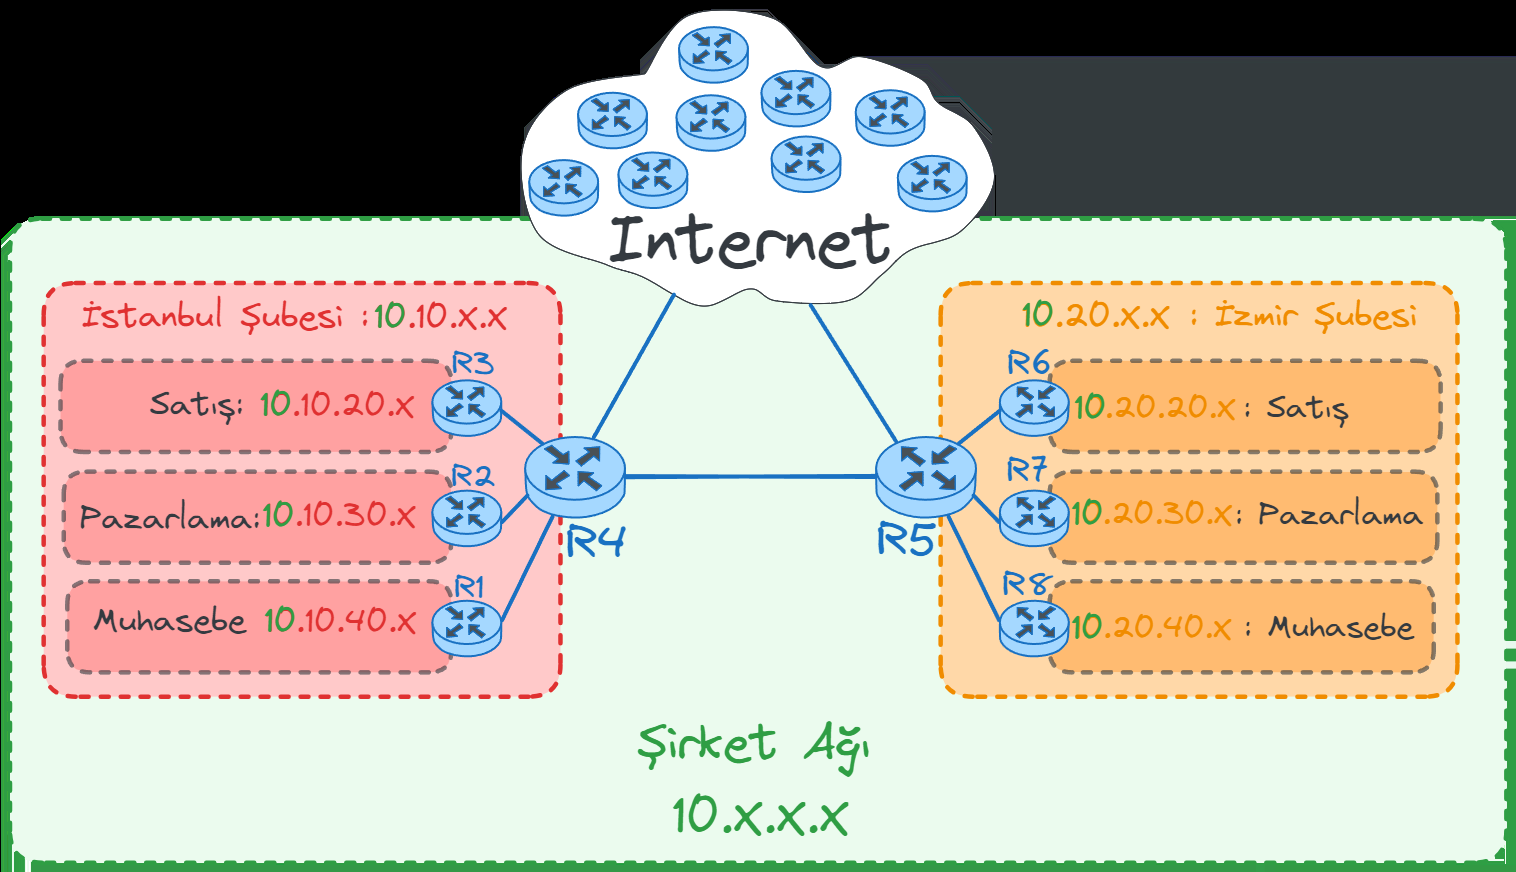 Internet
İstanbul Şubesi :10.10.x.x
R3
Satış: 10.10.20.x
R2
Pazarlama:10.10.30.x
R1
Muhasebe 10.10.40.x
R4
10.20.x.x : İzmir Şubesi
R6
10.20.20.x : Satış
R7
10.20.30.x: Pazarlama
R5
R8
10.20.40.x : Muhasebe
Şirket Ağı
10.x.x.x